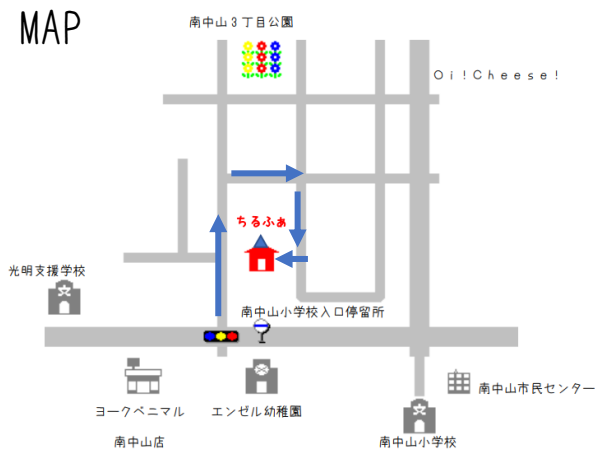 MAP
南中山3丁目公園
Oi!Cheese!
ちるふぁ
光明支援学校
南中山小学校入口停留所
ヨークベニマル
南中山店
エンゼル幼稚園
南中山市民センター
南中山小学校
文
文